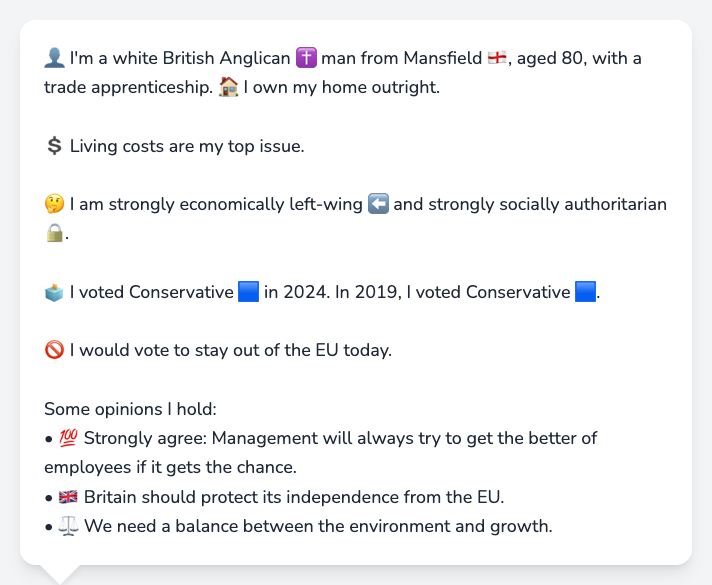 👤 I'm a white British Anglican ✝️ man from Mansfield 🏴󠁧󠁢󠁥󠁮󠁧󠁿, aged 80, with a
trade apprenticeship. 🏠 I own my home outright.
💲 Living costs are my top issue.
🤔 I am strongly economically left-wing ⬅️ and strongly socially authoritarian
🔒.
🗳️ I voted Conservative 🟦 in 2024. In 2019, I voted Conservative 🟦.
🚫 I would vote to stay out of the EU today.
Some opinions I hold:
• 💯 Strongly agree: Management will always try to get the better of
employees if it gets the chance.
• 🇬🇧 Britain should protect its independence from the EU.
• ⚖️ We need a balance between the environment and growth.